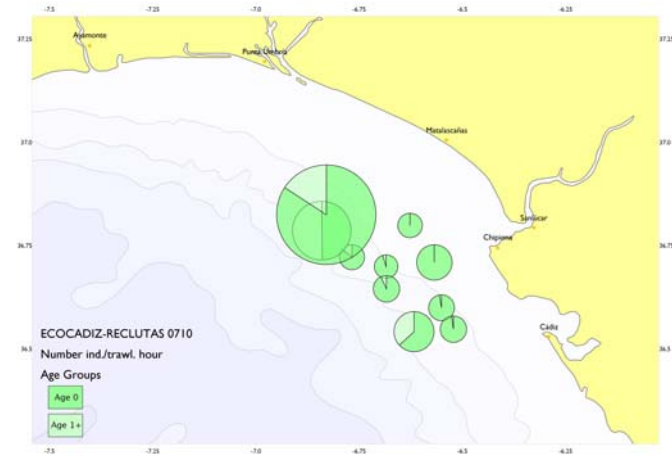 -7.5 -7.25 -7.0 -6.75 -6.5 -6.25
37.25 37.25
Ayamonte
Punta Umbria
37.0 37.0
Matalascañas
Sanlúcar
Chipiona
36.75 36.75
Cádiz
36.5 36.5
ECOCADIZ-RECLUTAS 0710
Number ind./trawl. hour
Age Groups
Age 0
Age 1+
-7.5 -7.25 -7.0 -6.75 -6.5 -6.25